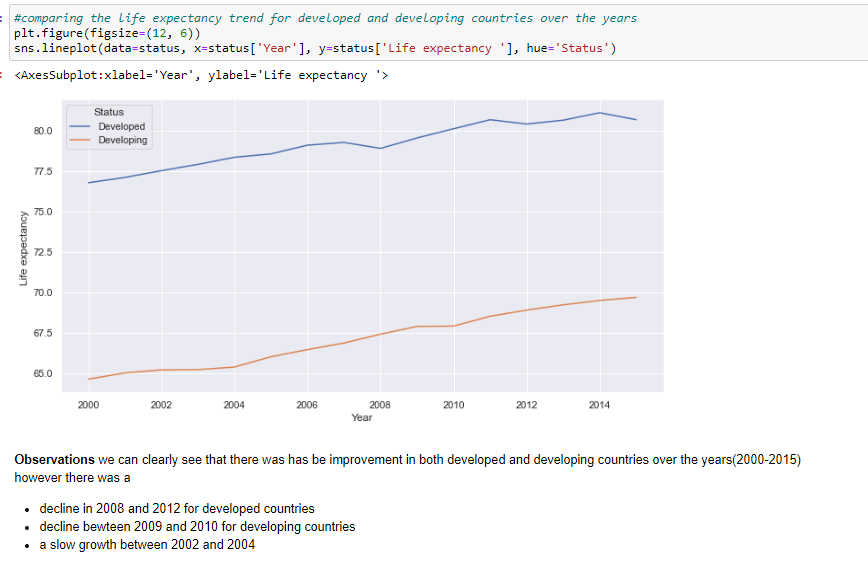 #comparing the life expectancy trend for developed and developing countries over the years
plt.figure(figsize=(12, 6))
sns.lineplot(data=status, x=status['Year'], y=status['Life expectancy '], hue='Status')
<AxesSubplot:xlabel='Year', ylabel='Life expectancy '>
Status
Developed
Developing
80.0
77.5
75.0
72.5
70.0
67.5
65.0
Life expectancy
2000 2002 2004 2006 2008 2010 2012 2014
Year
Observations we can clearly see that there was has be improvement in both developed and developing countries over the years(2000-2015)
however there was a
• decline in 2008 and 2012 for developed countries
• decline bewteen 2009 and 2010 for developing countries
• a slow growth between 2002 and 2004